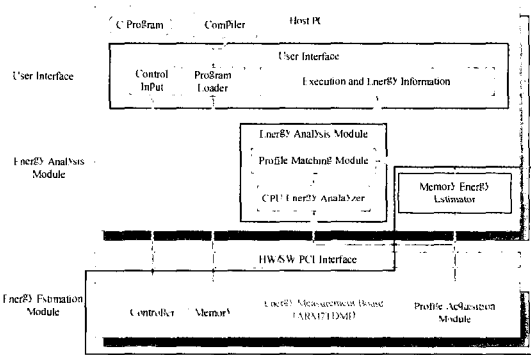 C Program Compiler Host PC
User Interface
User Interface
Control Input
Program Loader
Execution and Energy Information
Energy Analysis Module
Energy Analysis Module
Profile Matching Module
CPU Energy Analyzer
Memory Energy Estimator
HW/SW PCI Interface
Energy Estimation Module
Controller
Memory
Energy Measurement Board
(ARM7TDMI)
Profile Acquisition Module